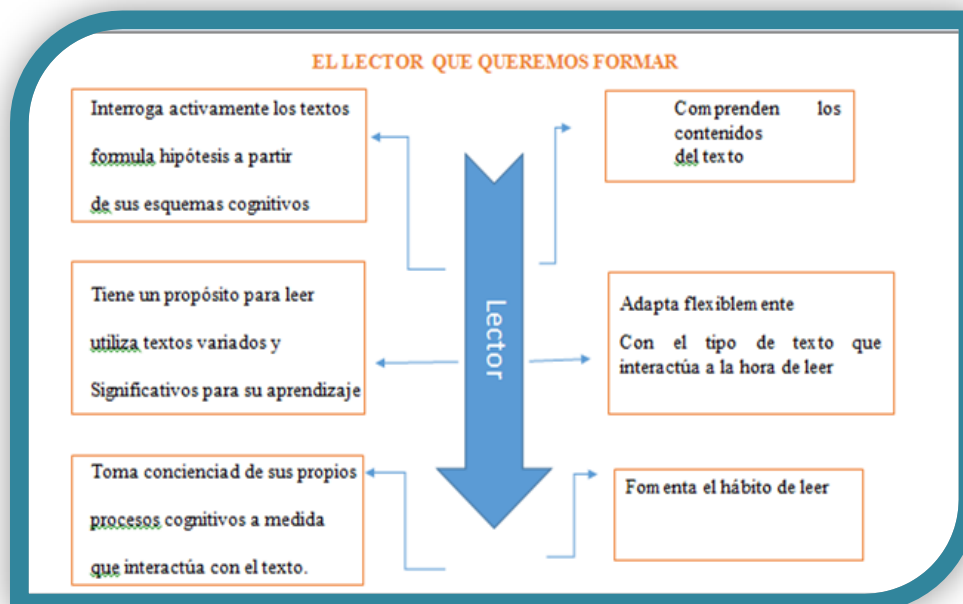 EL LECTOR QUE QUEREMOS FORMAR
Interroga activamente los textos
formula hipótesis a partir
de sus esquemas cognitivos
Comprenden los
contenidos
del texto
Tiene un propósito para leer
utiliza textos variados y
Significativos para su aprendizaje
Lector
Adapta flexiblemente
Con el tipo de texto que
interactúa a la hora de leer
Toma concienciad de sus propios
procesos cognitivos a medida
que interactúa con el texto.
Fomenta el hábito de leer